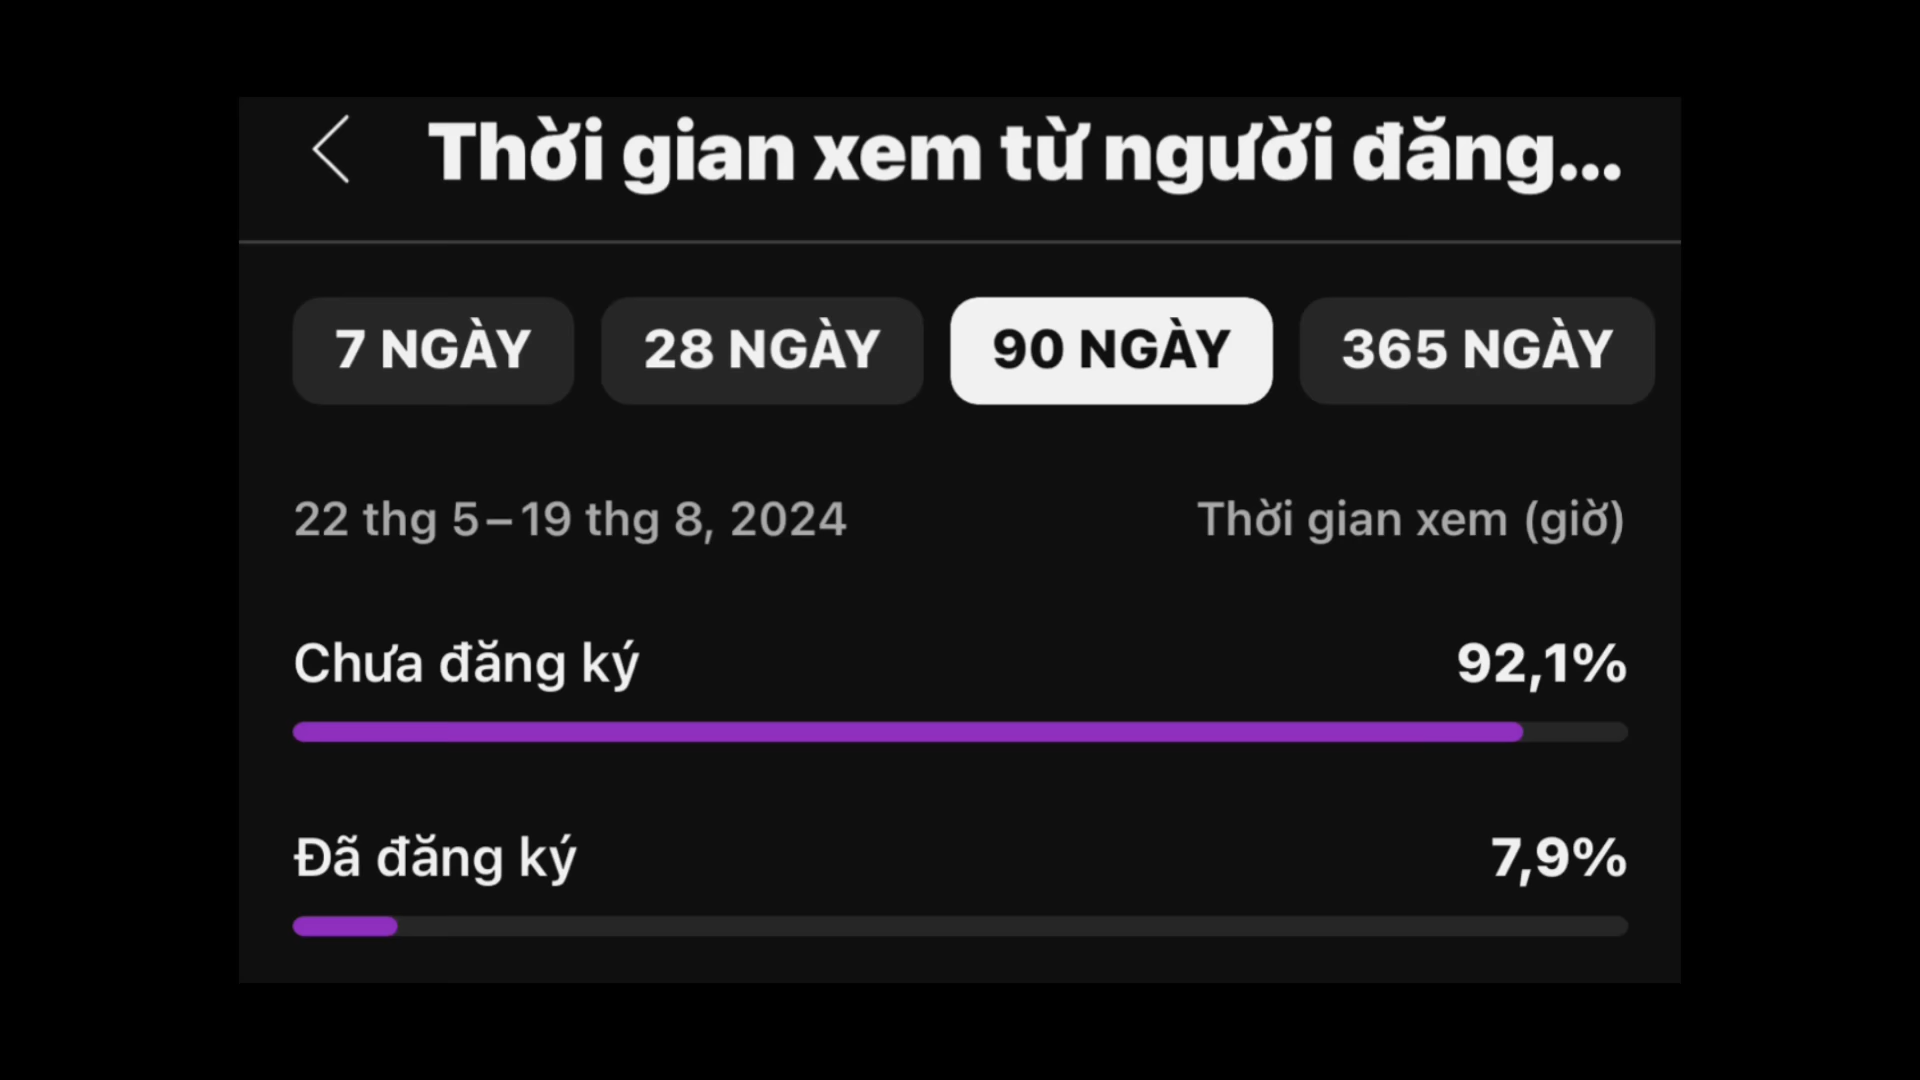 Thời gian xem từ người đăng...
7 NGÀY 28 NGÀY 90 NGÀY 365 NGÀY
22 thg 5–19 thg 8, 2024 Thời gian xem (giờ)
Chưa đăng ký 92,1%
Đã đăng ký 7,9%